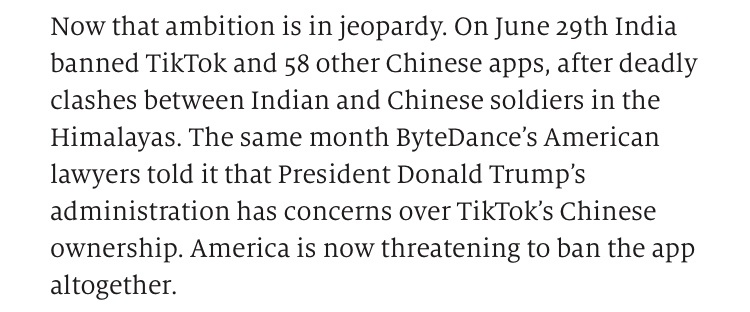 Now that ambition is in jeopardy. On June 29th India
banned TikTok and 58 other Chinese apps, after deadly
clashes between Indian and Chinese soldiers in the
Himalayas. The same month ByteDance’s American
lawyers told it that President Donald Trump’s
administration has concerns over TikTok’s Chinese
ownership. America is now threatening to ban the app
altogether.